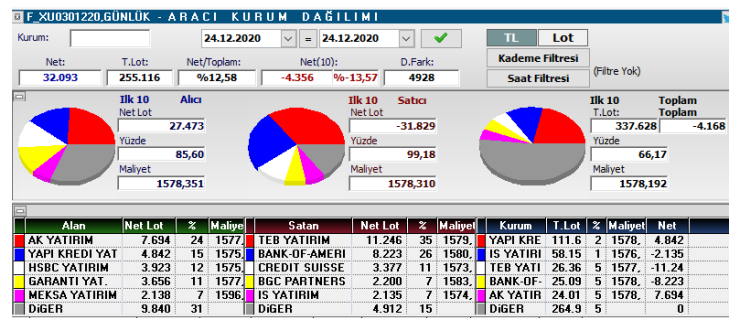 F_XU0301220,GÜNLÜK - ARACI KURUM DAĞILIMI
Kurum: 24.12.2020 = 24.12.2020 TL Lot
Net: T.Lot: Net/Toplam: Net(10): D.Fark: Kademe Filtresi
32.093 255.116 %12,58 -4.356 %-13,57 4928 Saat Filtresi (Filtre Yok)
Ilk 10 Alıcı Ilk 10 Satıcı Ilk 10 Toplam
Net Lot Net Lot T.Lot: Toplam
27.473 -31.829 337.628 -4.168
Yüzde Yüzde Yüzde
85,60 99,18 66,17
Maliyet Maliyet Maliyet
1578,351 1578,310 1578,192
Alan Net Lot % Maliye Satan Net Lot % Maliyet Kurum T.Lot % Maliyet Net
AK YATIRIM 7.694 24 1577, TEB YATIRIM 11.246 35 1579, YAPI KRE 111.6 2 1578, 4.842
YAPI KREDI YAT 4.842 15 1575, BANK-OF-AMERI 8.223 26 1580, IS YATIRI 58.15 1 1576, -2.135
HSBC YATIRIM 3.923 12 1575, CREDIT SUISSE 3.377 11 1573, TEB YATI 26.36 5 1577, -11.24
GARANTI YAT. 3.656 11 1577, BGC PARTNERS 2.200 7 1583, BANK-OF- 25.09 5 1578, -8.223
MEKSA YATIRIM 2.138 7 1596, IS YATIRIM 2.135 7 1574, AK YATIR 24.01 5 1578, 7.694
DiGER 9.840 31 DiGER 4.912 15 DiGER 264.9 5 0